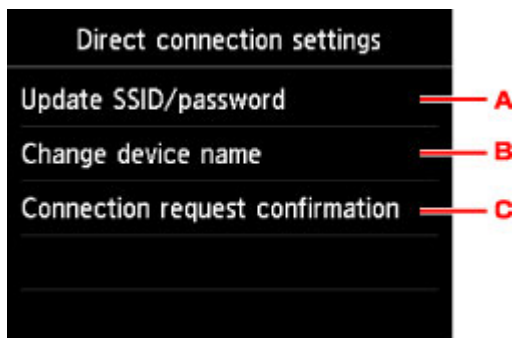 Direct connection settings
Update SSID/password A
Change device name B
Connection request confirmation C